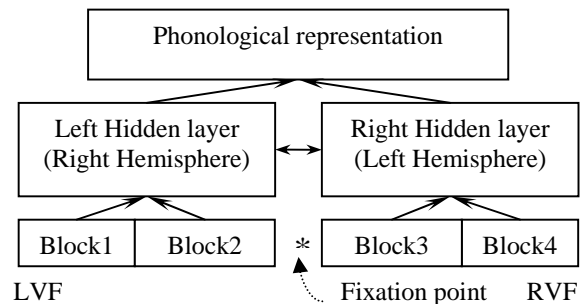 Phonological representation
Left Hidden layer
(Right Hemisphere)
Right Hidden layer
(Left Hemisphere)
Block1 Block2 * Block3 Block4
LVF Fixation point RVF